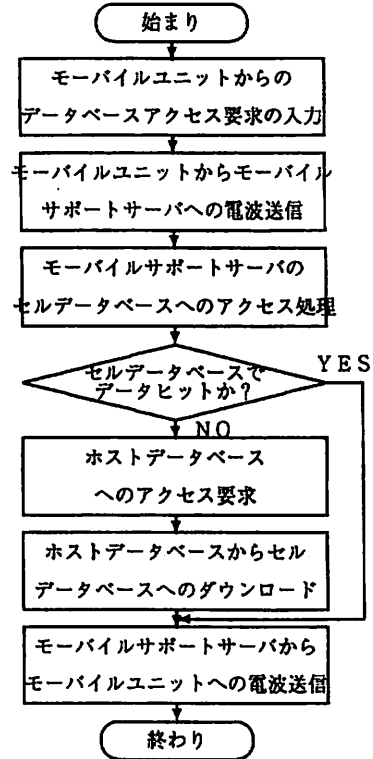 始まり
モーバイルユニットからの
データベースアクセス要求の入力
モーバイルユニットからモーバイル
サポートサーバへの電波送信
モーバイルサポートサーバの
セルデータベースへのアクセス処理
セルデータベースで
データヒットか?
YES
NO
ホストデータベース
へのアクセス要求
ホストデータベースからセル
データベースへのダウンロード
モーバイルサポートサーバから
モーバイルユニットへの電波送信
終わり